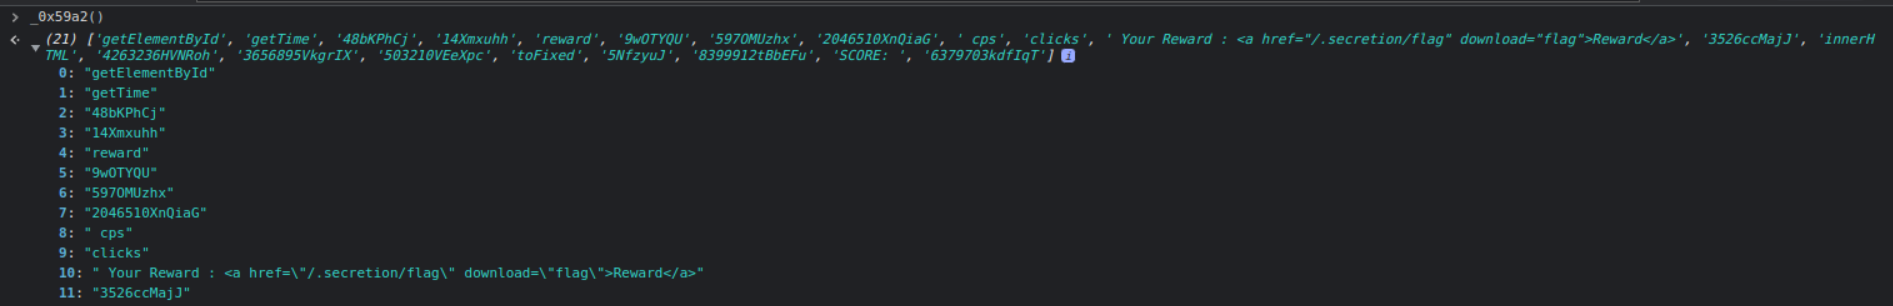 > _0x59a2()
(21) ['getElementById', 'getTime', '48bKPhCj', '14Xmxuhh', 'reward', '9wOTYQU', '597OMUzhx', '2046510XnQiaG', ' cps', 'clicks', ' Your Reward : <a href="/.secretion/flag" download="flag">Reward</a>', '3526ccMajJ', 'innerH
TML', '4263236HVNRoh', '3656895VkgrIX', '503210VEeXpc', 'toFixed', '5NfzyuJ', '8399912tBbEFu', 'SCORE: ', '6379703kdfIqT'] i
0: "getElementById"
1: "getTime"
2: "48bKPhCj"
3: "14Xmxuhh"
4: "reward"
5: "9wOTYQU"
6: "597OMUzhx"
7: "2046510XnQiaG"
8: " cps"
9: "clicks"
10: " Your Reward : <a href=\"/.secretion/flag\" download=\"flag\">Reward</a>"
11: "3526ccMajJ"